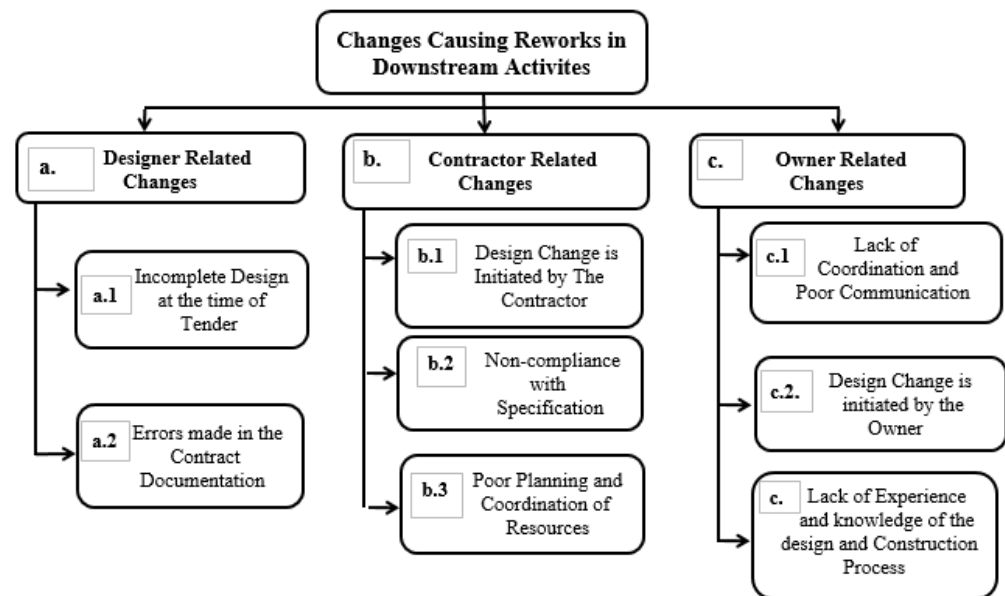 Changes Causing Reworks in
Downstream Activites
a.
Designer Related
Changes
a.1
Incomplete Design
at the time of
Tender
a.2
Errors made in the
Contract
Documentation
b.
Contractor Related
Changes
b.1
Design Change is
Initiated by The
Contractor
b.2
Non-compliance
with
Specification
b.3
Poor Planning and
Coordination of
Resources
c.
Owner Related
Changes
c.1
Lack of
Coordination and
Poor Communication
c.2.
Design Change is
initiated by the
Owner
c.
Lack of Experience
and knowledge of the
design and Construction
Process